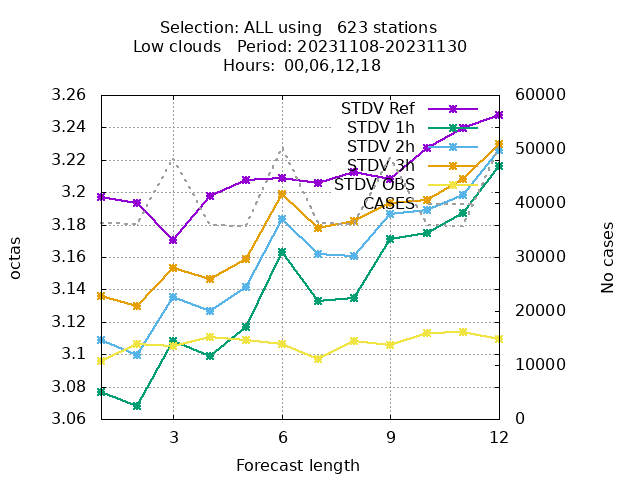 Selection: ALL using   623 stations
Low clouds   Period: 20231108-20231130
Hours:  00,06,12,18
3.26
3.24
3.22
3.2
3.18
3.16
3.14
3.12
3.1
3.08
3.06
octas
60000
50000
40000
30000
20000
10000
0
No cases
STDV Ref
STDV 1h
STDV 2h
STDV 3h
STDV OBS
CASES
3 6 9 12
Forecast length